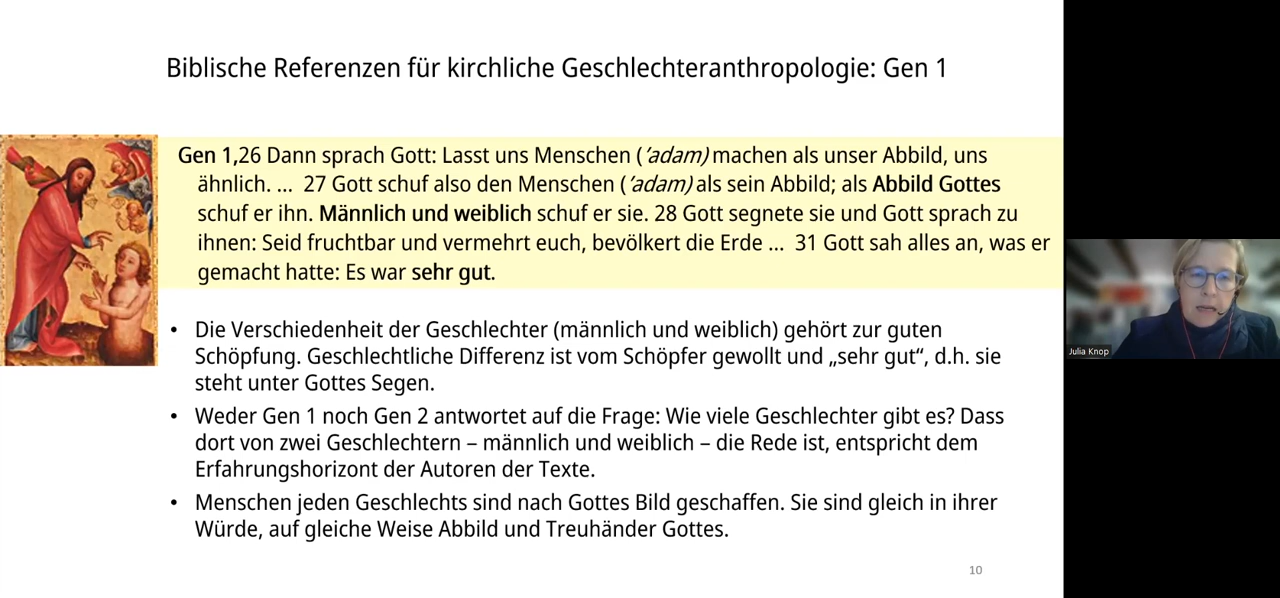 Biblische Referenzen für kirchliche Geschlechteranthropologie: Gen 1
Gen 1,26 Dann sprach Gott: Lasst uns Menschen (’adam) machen als unser Abbild, uns
ähnlich. ... 27 Gott schuf also den Menschen (’adam) als sein Abbild; als Abbild Gottes
schuf er ihn. Männlich und weiblich schuf er sie. 28 Gott segnete sie und Gott sprach zu
ihnen: Seid fruchtbar und vermehrt euch, bevölkert die Erde ... 31 Gott sah alles an, was er
gemacht hatte: Es war sehr gut.
• Die Verschiedenheit der Geschlechter (männlich und weiblich) gehört zur guten
Schöpfung. Geschlechtliche Differenz ist vom Schöpfer gewollt und „sehr gut“, d.h. sie
steht unter Gottes Segen.
• Weder Gen 1 noch Gen 2 antwortet auf die Frage: Wie viele Geschlechter gibt es? Dass
dort von zwei Geschlechtern – männlich und weiblich – die Rede ist, entspricht dem
Erfahrungshorizont der Autoren der Texte.
• Menschen jeden Geschlechts sind nach Gottes Bild geschaffen. Sie sind gleich in ihrer
Würde, auf gleiche Weise Abbild und Treuhänder Gottes.
10
Julia Knop